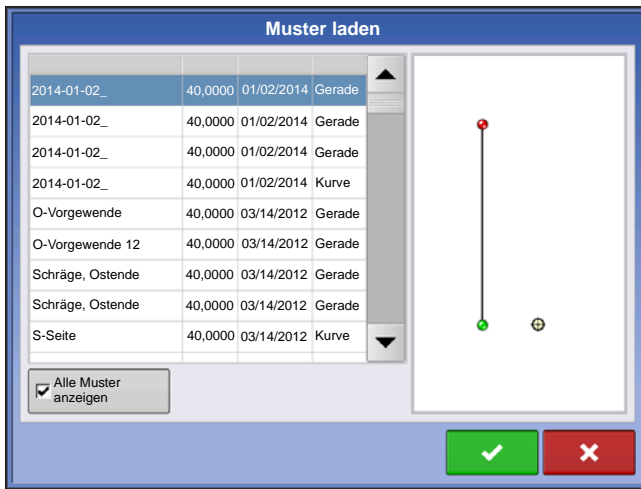 Muster laden
2014-01-02_ 40,0000 01/02/2014 Gerade
2014-01-02_ 40,0000 01/02/2014 Gerade
2014-01-02_ 40,0000 01/02/2014 Gerade
2014-01-02_ 40,0000 01/02/2014 Kurve
O-Vorgewende 40,0000 03/14/2012 Gerade
O-Vorgewende 12 40,0000 03/14/2012 Gerade
Schräge, Ostende 40,0000 03/14/2012 Gerade
Schräge, Ostende 40,0000 03/14/2012 Gerade
S-Seite 40,0000 03/14/2012 Kurve
Alle Muster
anzeigen